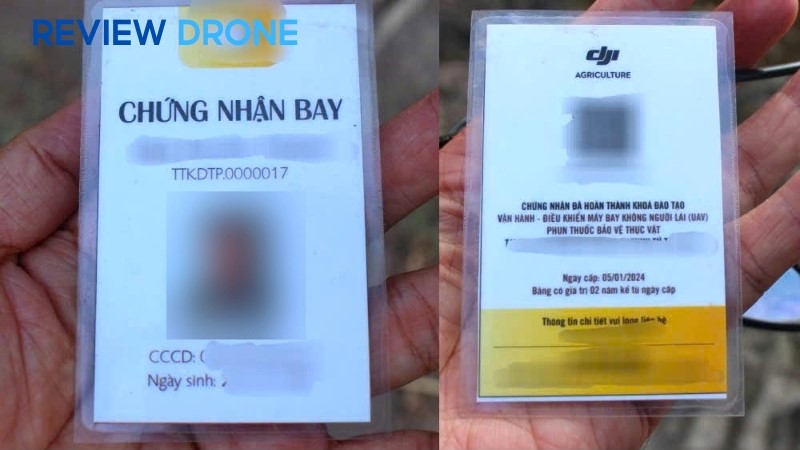 REVIEW DRONE
CHỨNG NHẬN BAY
TTKDTP.0000017
CCCD: 0
Ngày sinh:
dji
AGRICULTURE
CHỨNG NHẬN ĐÃ HOÀN THÀNH KHOÁ ĐÀO TẠO
VẬN HÀNH - ĐIỀU KHIỂN MÁY BAY KHÔNG NGƯỜI LÁI (UAV)
PHUN THUỐC BẢO VỆ THỰC VẬT
Ngày cấp: 05/01/2024
Bằng có giá trị 02 năm kể từ ngày cấp
Thông tin chi tiết vui lòng liên hệ